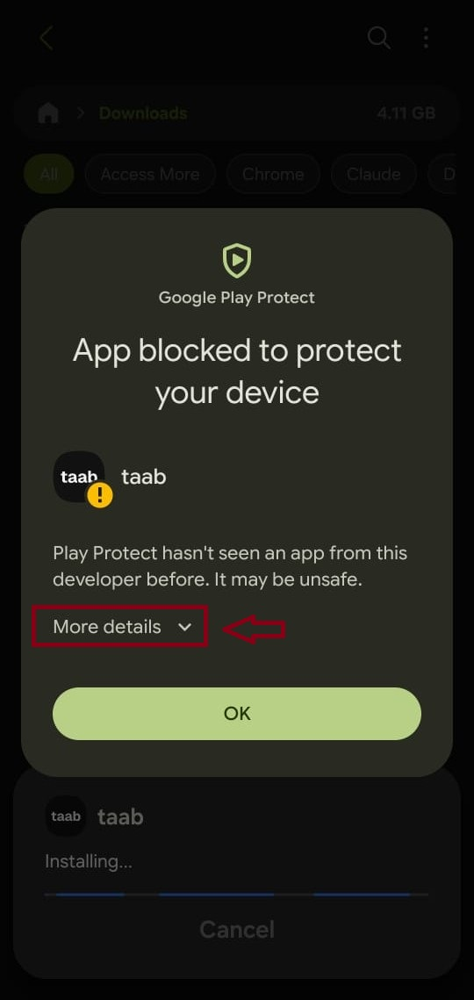 Downloads
4.11 GB
All
Access More
Chrome
Claude
D
Google Play Protect
App blocked to protect
your device
taab
taab
Play Protect hasn't seen an app from this
developer before. It may be unsafe.
More details
OK
taab
taab
Installing...
Cancel